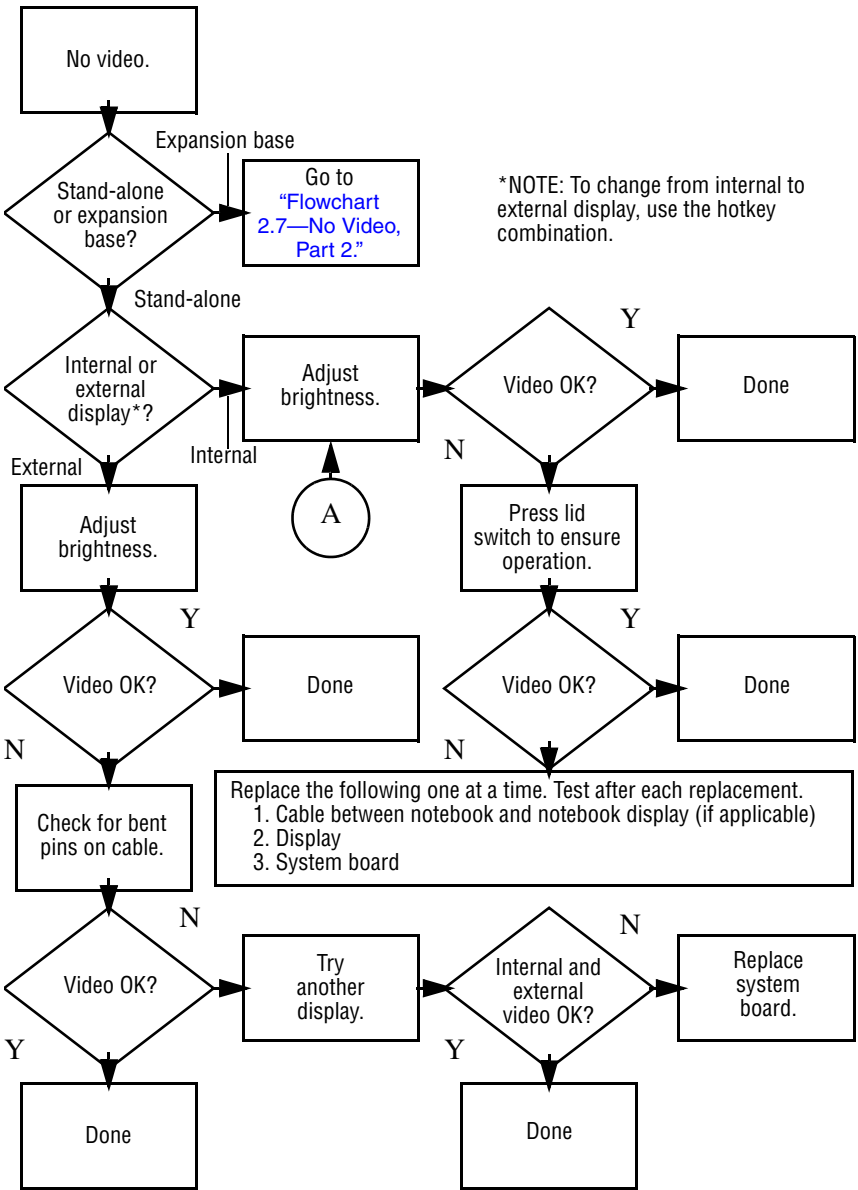 No video.
Expansion base
Stand-alone
or expansion
base?
Go to
“Flowchart
2.7—No Video,
Part 2.”
*NOTE: To change from internal to
external display, use the hotkey
combination.
Stand-alone
Internal or
external
display*?
Internal
External
Adjust
brightness.
A
Video OK?
Y
Done
N
Press lid
switch to ensure
operation.
Adjust
brightness.
Video OK?
Y
Done
N
Video OK?
Y
Done
N
Check for bent
pins on cable.
Replace the following one at a time. Test after each replacement.
1. Cable between notebook and notebook display (if applicable)
2. Display
3. System board
Video OK?
N
Try
another
display.
Internal and
external
video OK?
N
Replace
system
board.
Y
Done
Y
Done